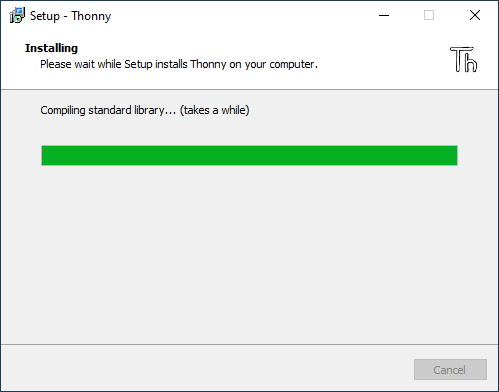 Setup - Thonny
Installing
Please wait while Setup installs Thonny on your computer.
Th
Compiling standard library... (takes a while)
Cancel